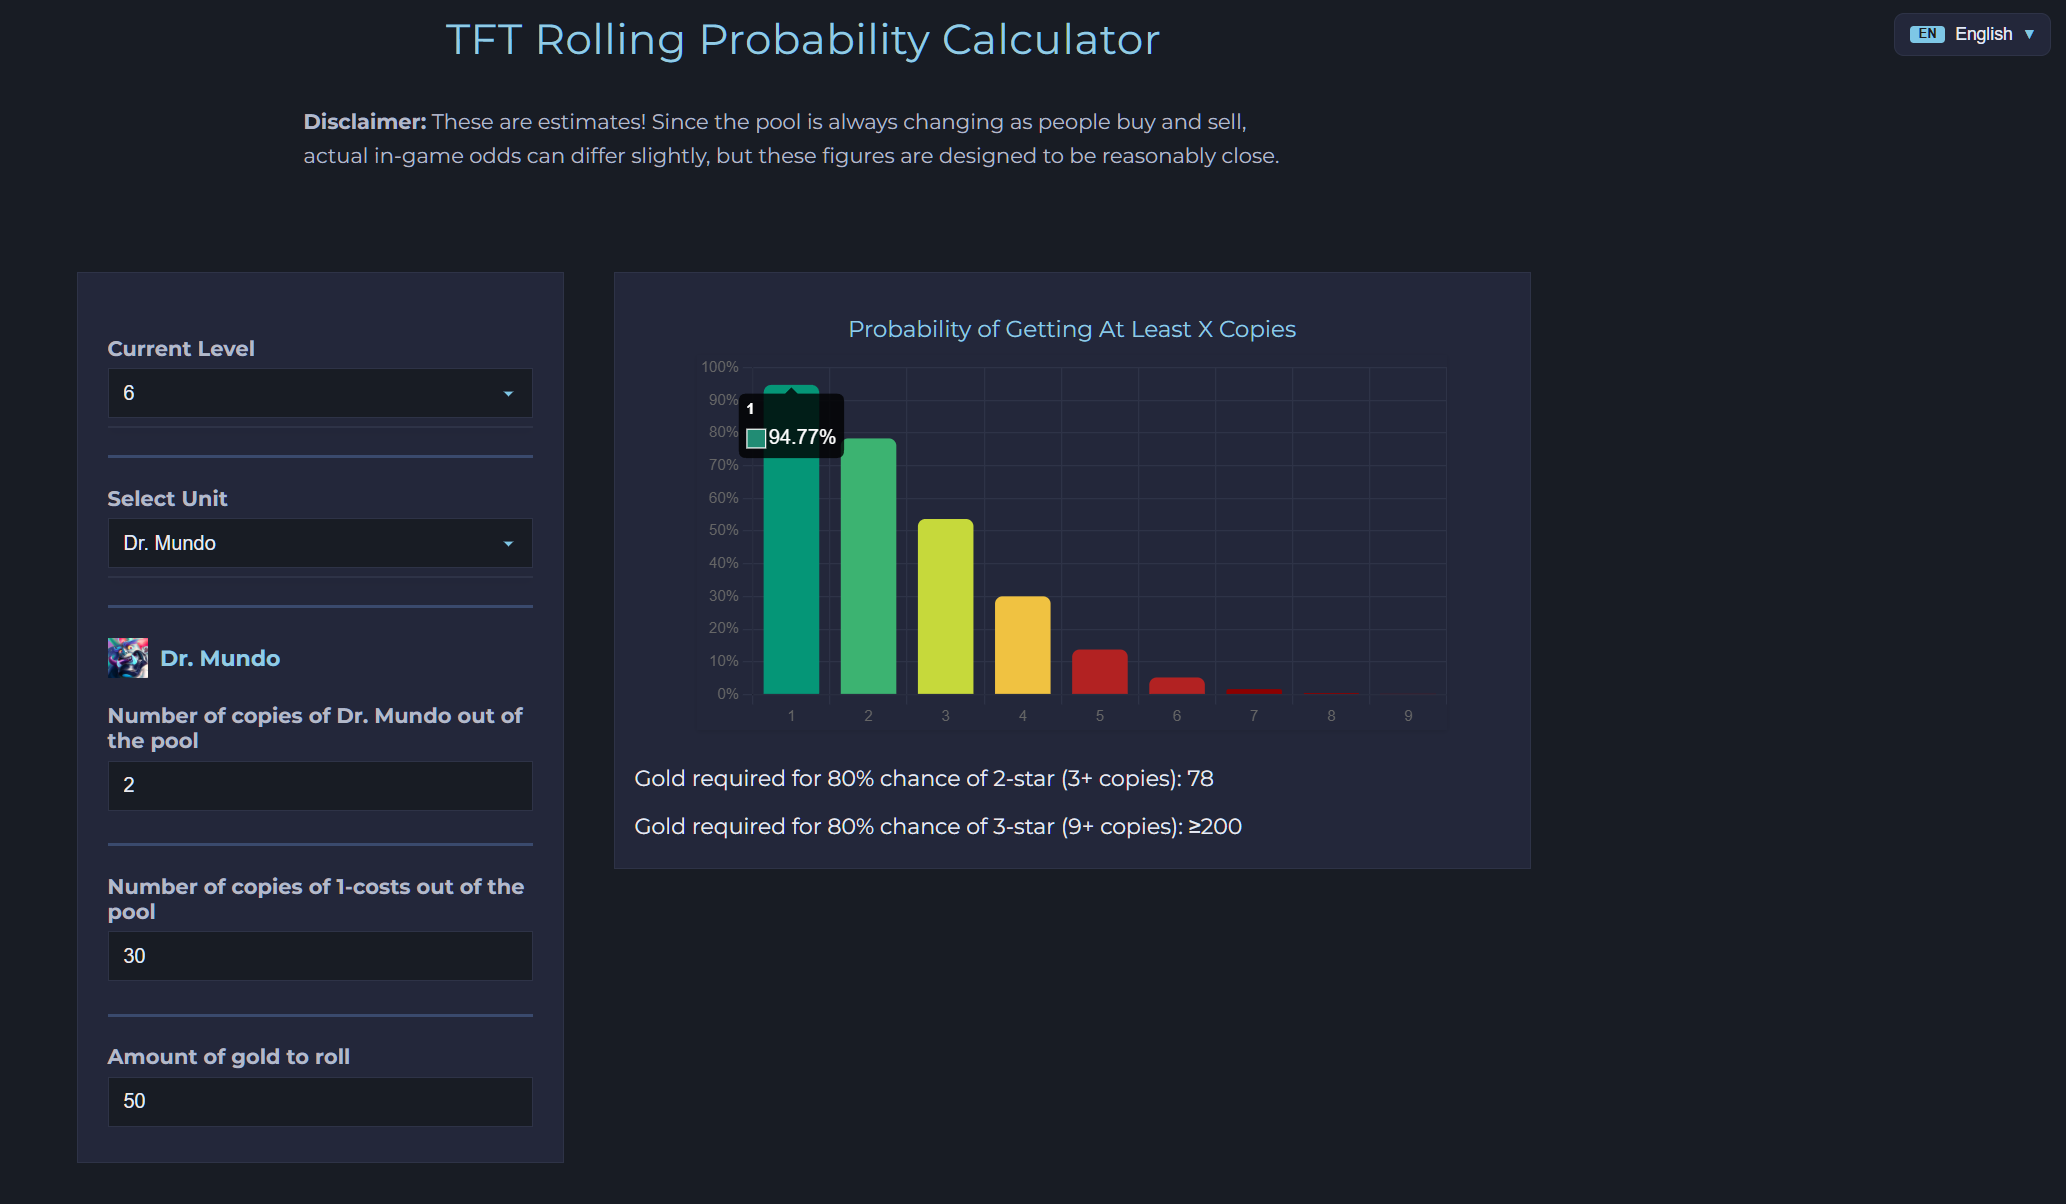 TFT Rolling Probability Calculator
EN English ▼
Disclaimer: These are estimates! Since the pool is always changing as people buy and sell,
actual in-game odds can differ slightly, but these figures are designed to be reasonably close.
Current Level
6
Select Unit
Dr. Mundo
Dr. Mundo
Number of copies of Dr. Mundo out of
the pool
2
Number of copies of 1-costs out of the
pool
30
Amount of gold to roll
50
Probability of Getting At Least X Copies
100%
90%
80%
70%
60%
50%
40%
30%
20%
10%
0%
1
94.77%
1 2 3 4 5 6 7 8 9
Gold required for 80% chance of 2-star (3+ copies): 78
Gold required for 80% chance of 3-star (9+ copies): ≥200